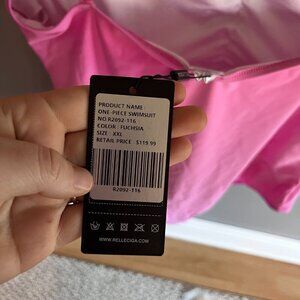 PRODUCT NAME :
ONE-PIECE SWIMSUIT
NO R2092-116
COLOR : FUCHSIA
SIZE : XXL
RETAIL PRICE : $119.99
R2092-116
WWW.RELLECIGA.COM